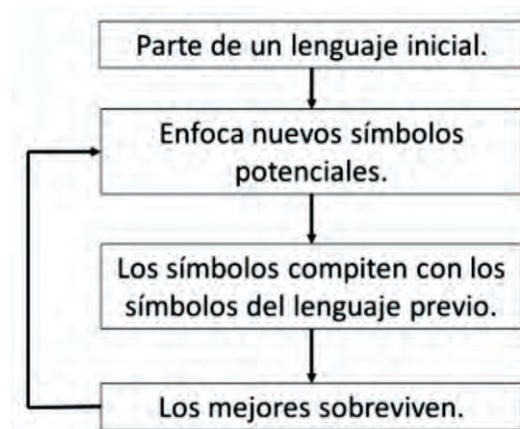 Parte de un lenguaje inicial.
Enfoca nuevos símbolos
potenciales.
Los símbolos compiten con los
símbolos del lenguaje previo.
Los mejores sobreviven.